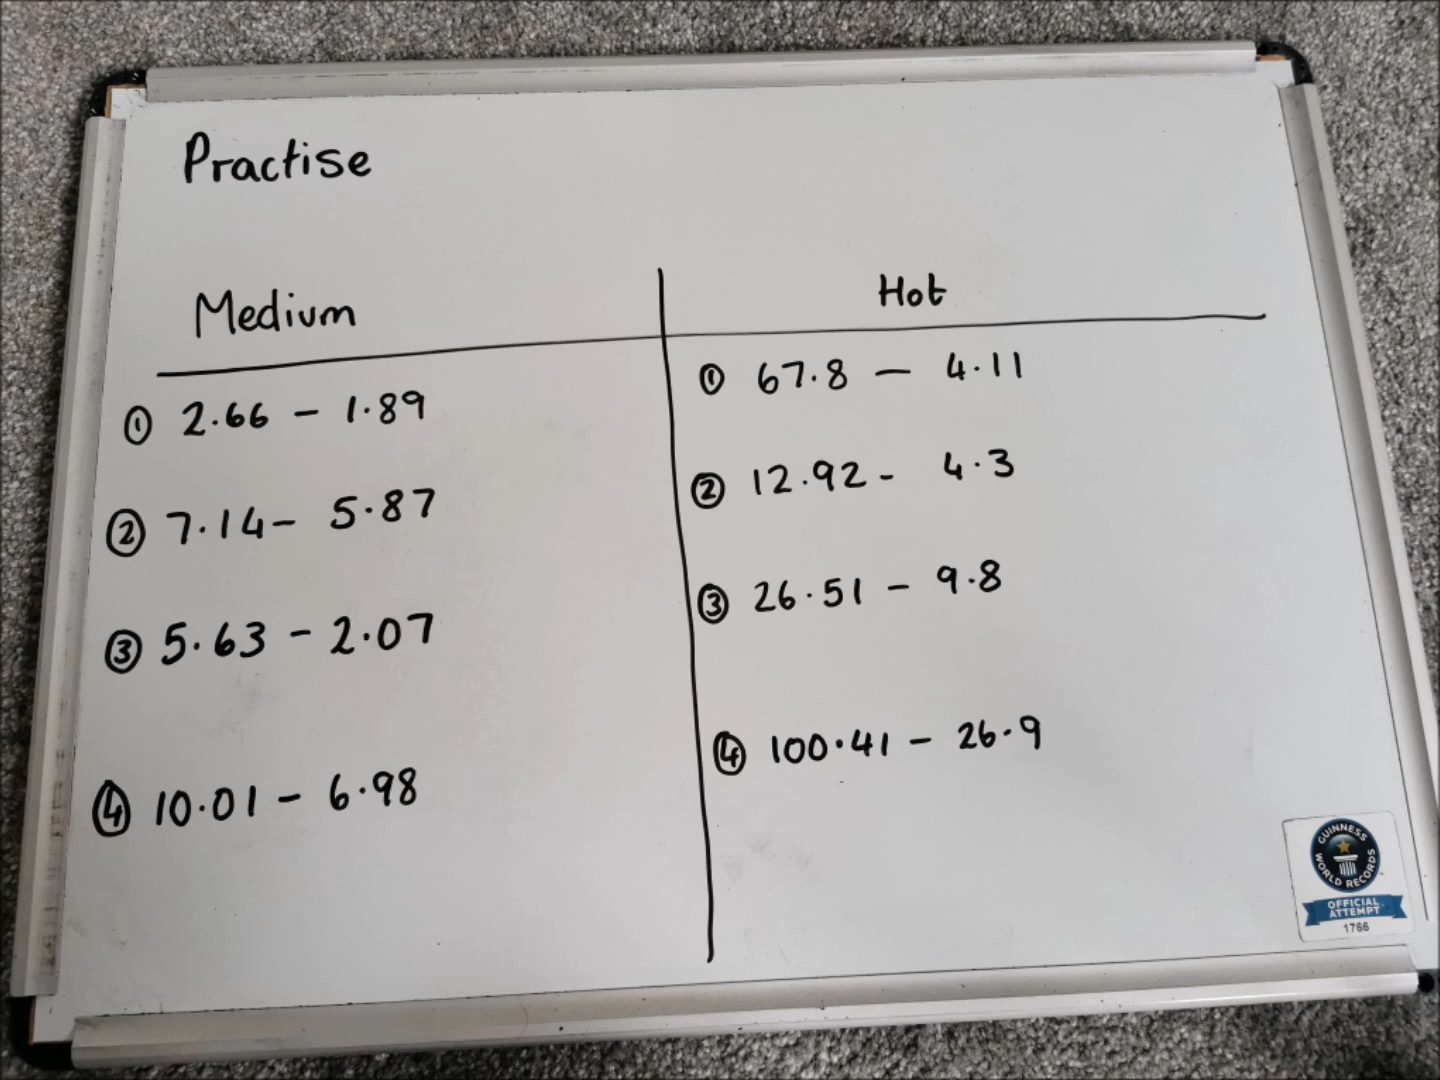 Practise
Medium
① 2.66 - 1.89
② 7.14 - 5.87
③ 5.63 - 2.07
④ 10.01 - 6.98
Hot
① 67.8 - 4.11
② 12.92 - 4.3
③ 26.51 - 9.8
④ 100.41 - 26.9
GUINNESS
WORLD RECORDS
OFFICIAL
ATTEMPT
1766